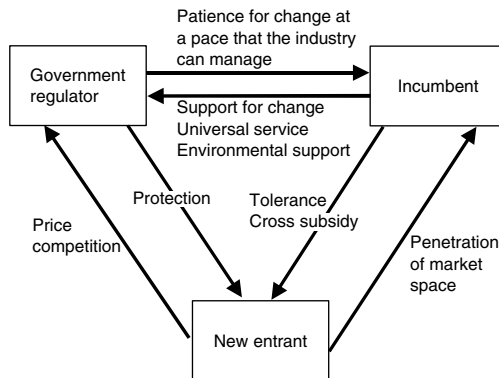 Patience for change at
a pace that the industry
can manage
Government
regulator
Incumbent
Support for change
Universal service
Environmental support
Protection
Tolerance
Cross subsidy
Price
competition
Penetration
of market
space
New entrant